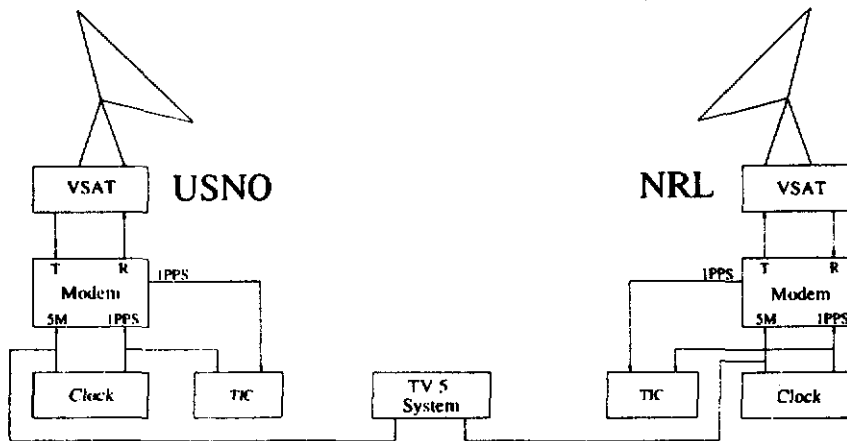 VSAT
USNO
NRL
VSAT
T R
1PPS
Modem
5M 1PPS
1PPS
T R
Modem
5M 1PPS
Clock
TIC
TV 5
System
TIC
Clock